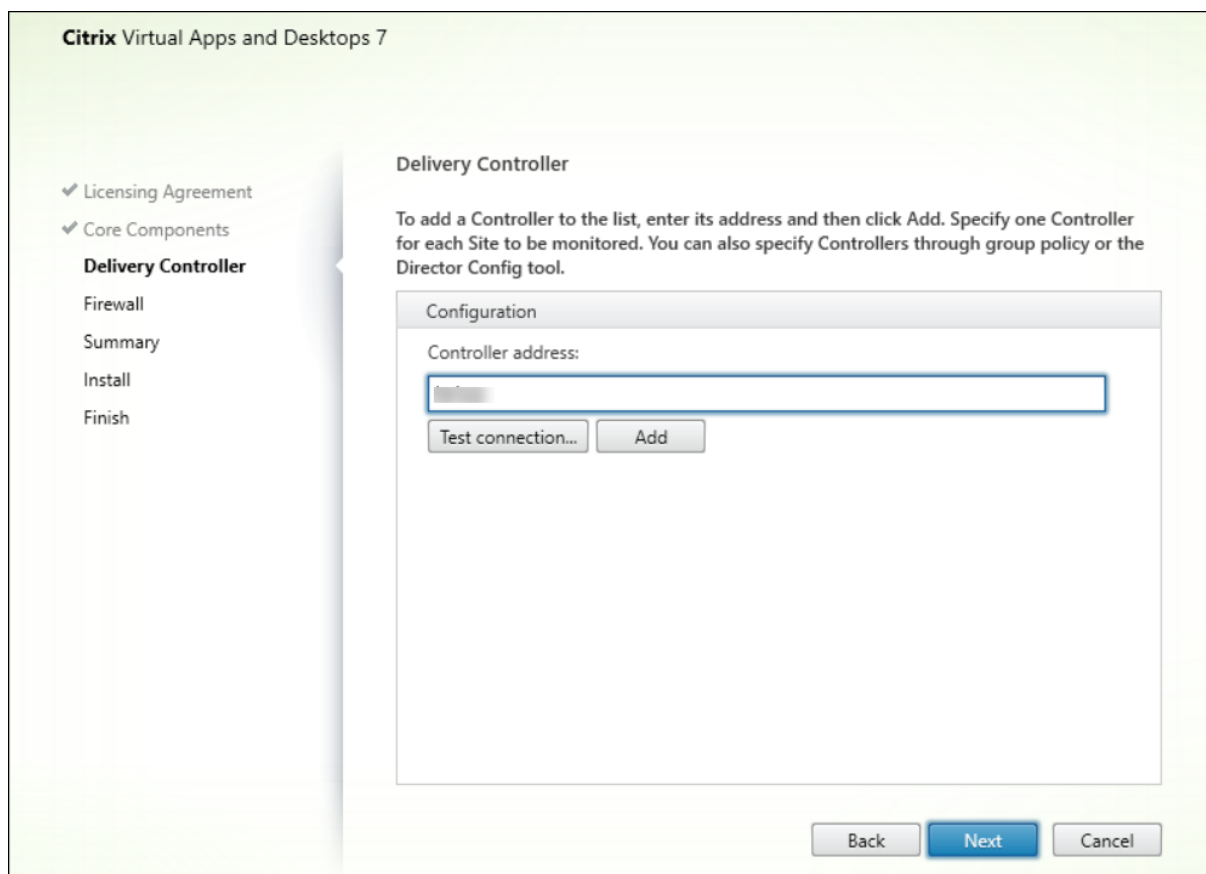 Citrix Virtual Apps and Desktops 7
Licensing Agreement
Core Components
Delivery Controller
Firewall
Summary
Install
Finish
Delivery Controller
To add a Controller to the list, enter its address and then click Add. Specify one Controller
for each Site to be monitored. You can also specify Controllers through group policy or the
Director Config tool.
Configuration
Controller address:
Test connection...
Add
Back
Next
Cancel